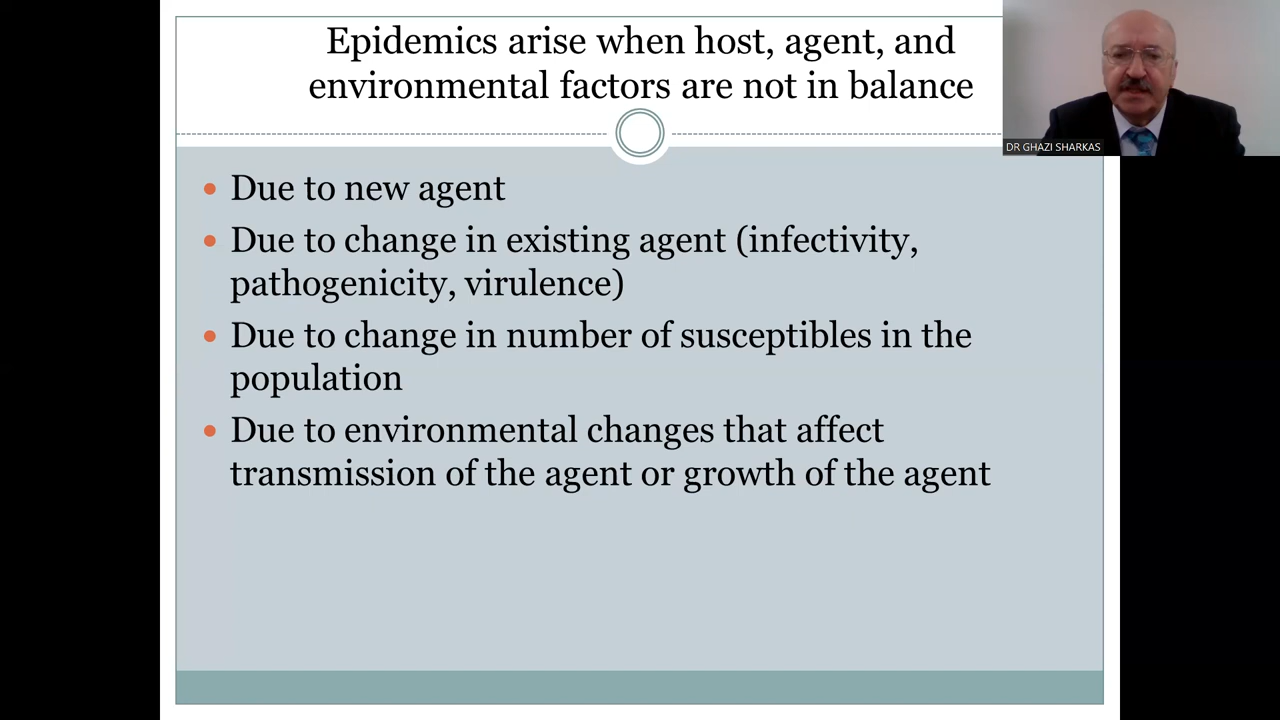 Epidemics arise when host, agent, and
environmental factors are not in balance
DR GHAZI SHARKAS
• Due to new agent
• Due to change in existing agent (infectivity,
pathogenicity, virulence)
• Due to change in number of susceptibles in the
population
• Due to environmental changes that affect
transmission of the agent or growth of the agent